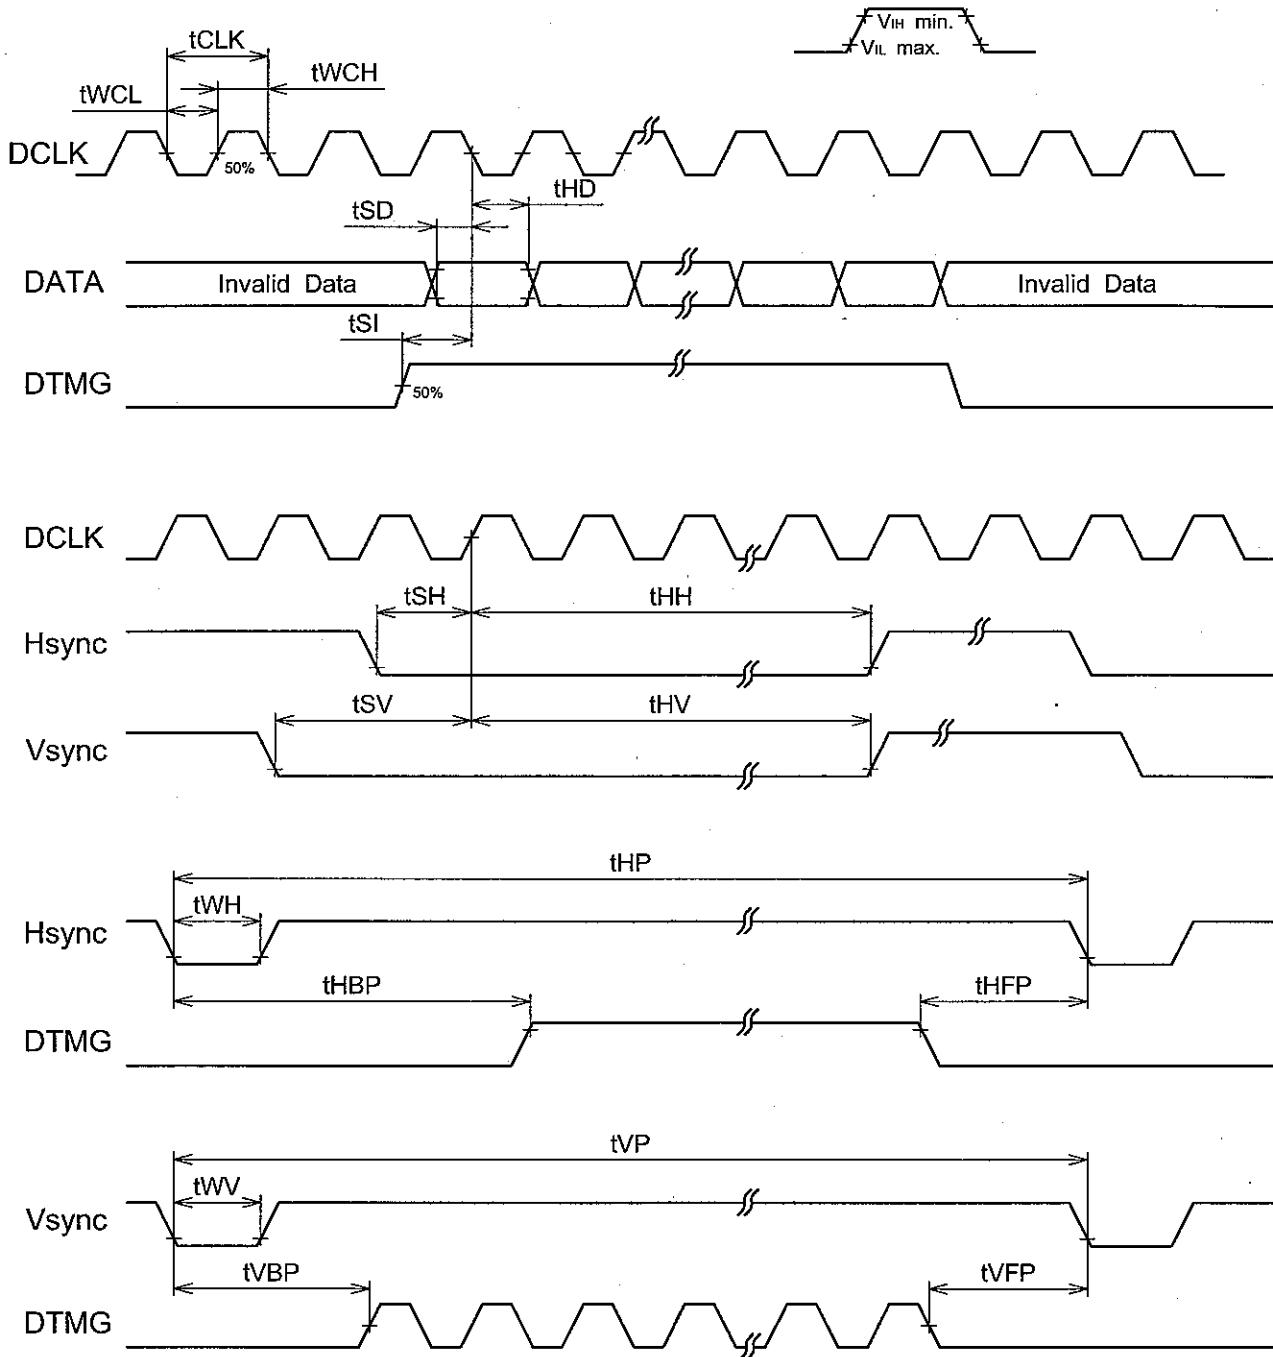 VIH min.
VIL max.
tCLK
tWCH
tWCL
DCLK
50%
tHD
tSD
DATA
Invalid Data
Invalid Data
tSI
DTMG
50%
DCLK
tSH
tHH
Hsync
tSV
tHV
Vsync
tHP
tWH
Hsync
tHBP
tHFP
DTMG
tVP
tWV
Vsync
tVBP
tVFP
DTMG